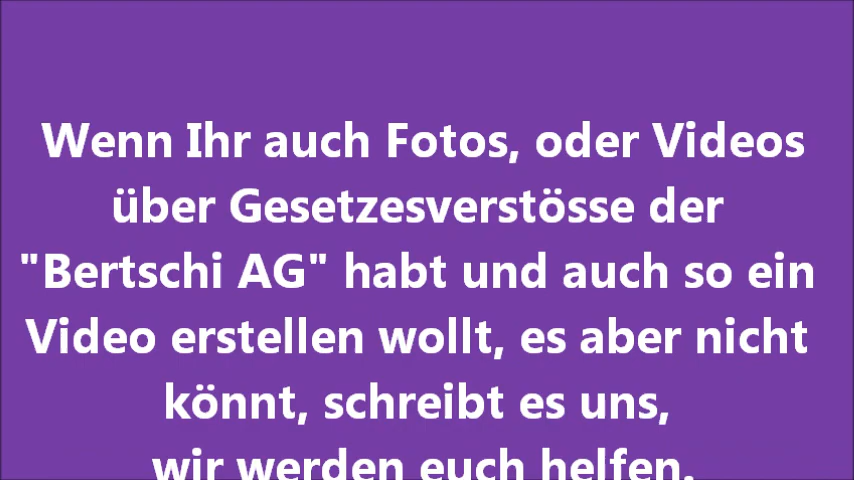 Wenn Ihr auch Fotos, oder Videos
über Gesetzesverstösse der
"Bertschi AG" habt und auch so ein
Video erstellen wollt, es aber nicht
könnt, schreibt es uns,
wir werden euch helfen.